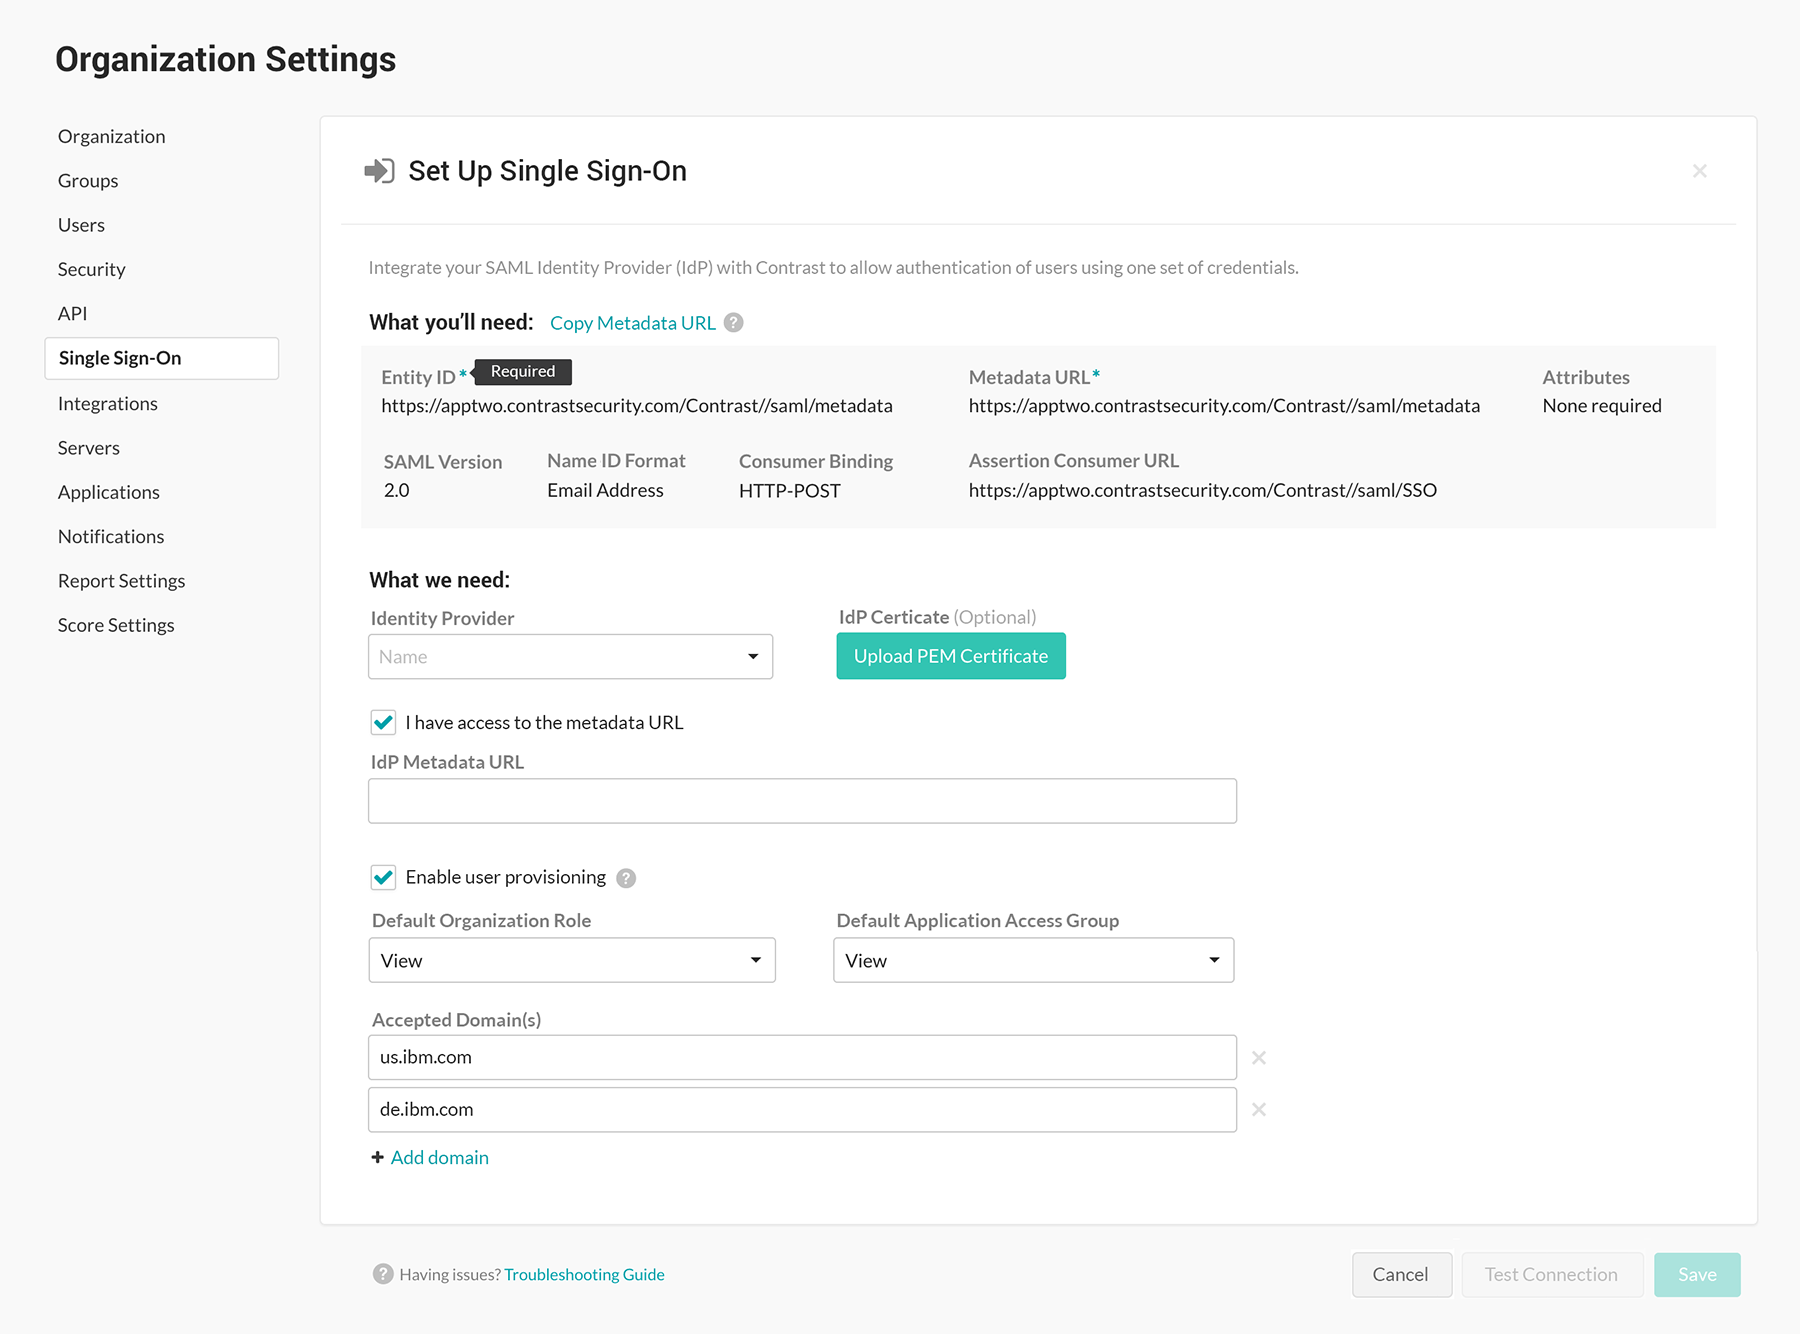 Organization Settings
Organization
Groups
Users
Security
API
Single Sign-On
Integrations
Servers
Applications
Notifications
Report Settings
Score Settings
Set Up Single Sign-On
Integrate your SAML Identity Provider (IdP) with Contrast to allow authentication of users using one set of credentials.
What you’ll need: Copy Metadata URL ?
Entity ID * Required
https://apptwo.contrastsecurity.com/Contrast//saml/metadata
Metadata URL*
https://apptwo.contrastsecurity.com/Contrast//saml/metadata
Attributes
None required
SAML Version
2.0
Name ID Format
Email Address
Consumer Binding
HTTP-POST
Assertion Consumer URL
https://apptwo.contrastsecurity.com/Contrast//saml/SSO
What we need:
Identity Provider
Name
IdP Certicate (Optional)
Upload PEM Certificate
I have access to the metadata URL
IdP Metadata URL
Enable user provisioning ?
Default Organization Role
View
Default Application Access Group
View
Accepted Domain(s)
us.ibm.com
de.ibm.com
+ Add domain
? Having issues? Troubleshooting Guide
Cancel
Test Connection
Save